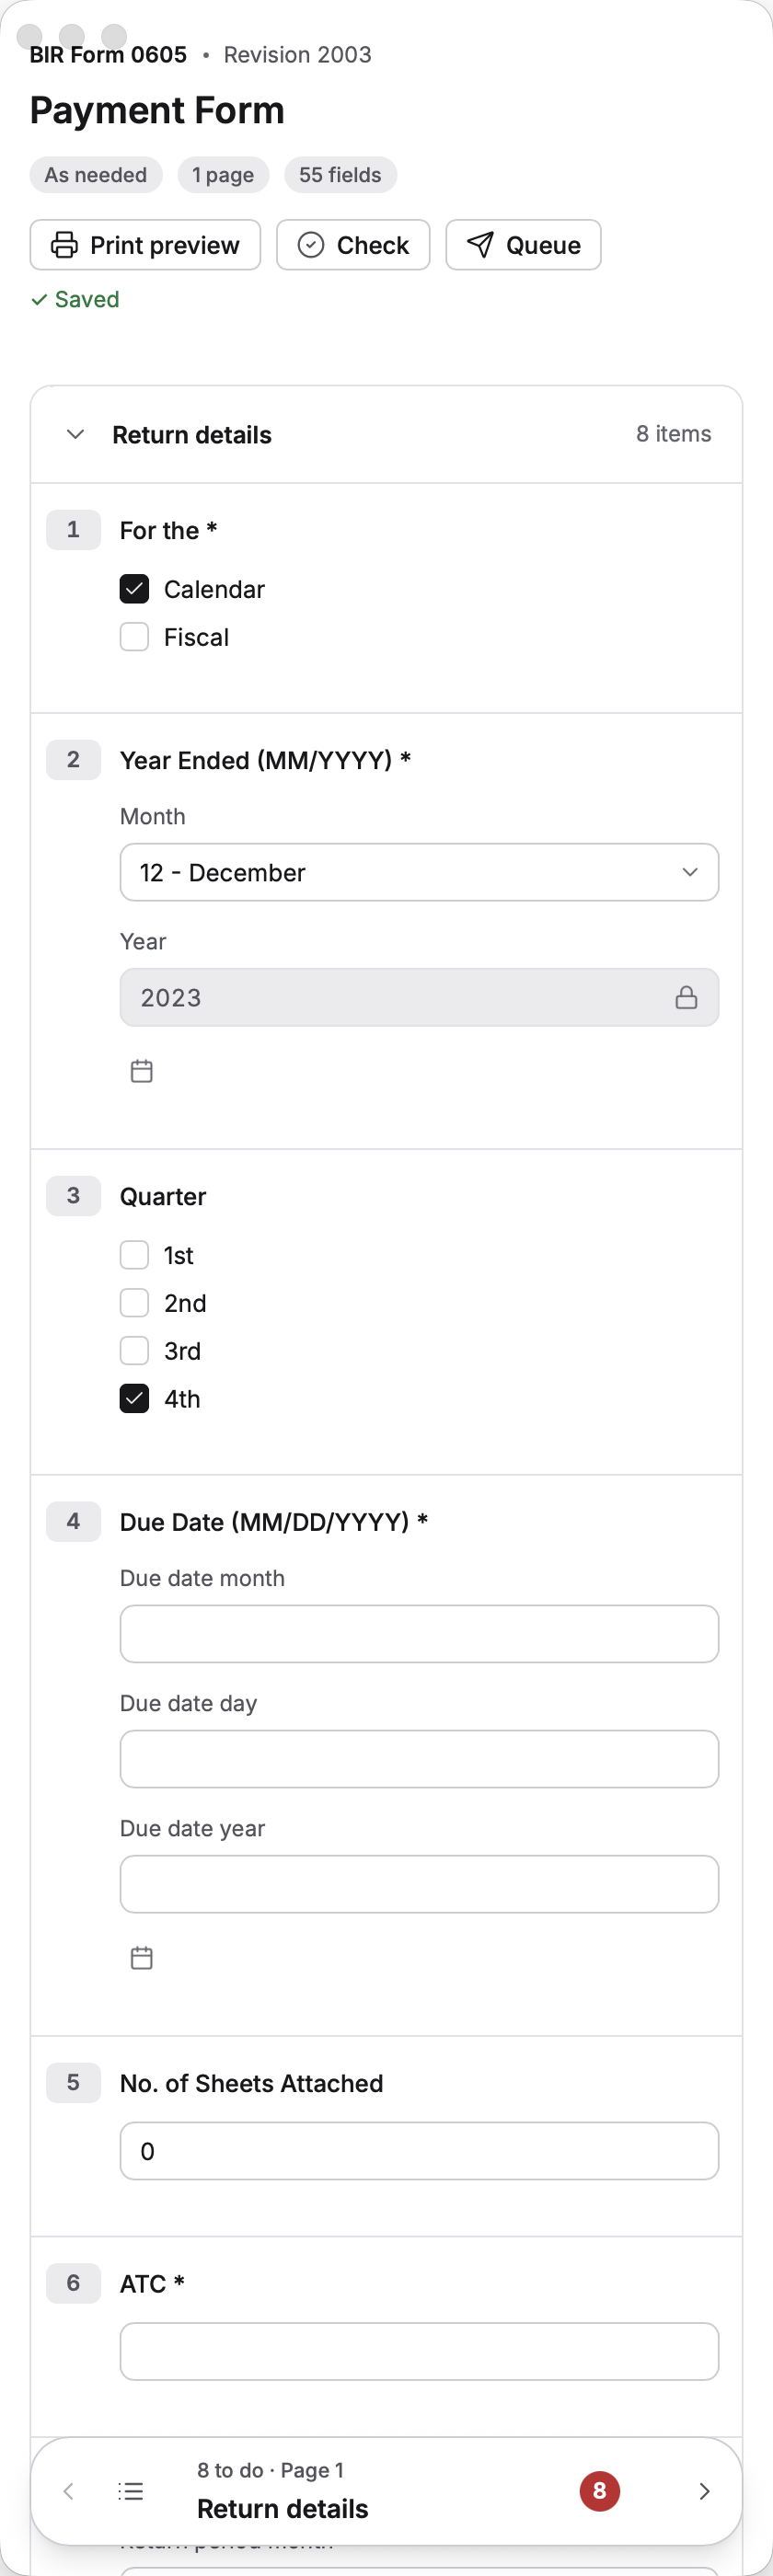 BIR Form 0605 • Revision 2003
Payment Form
As needed 1 page 55 fields
Print preview Check Queue
Saved
Return details 8 items
1 For the *
Calendar
Fiscal
2 Year Ended (MM/YYYY) *
Month
12 - December
Year
2023
3 Quarter
1st
2nd
3rd
4th
4 Due Date (MM/DD/YYYY) *
Due date month
Due date day
Due date year
5 No. of Sheets Attached
0
6 ATC *
8 to do · Page 1
Return details
8